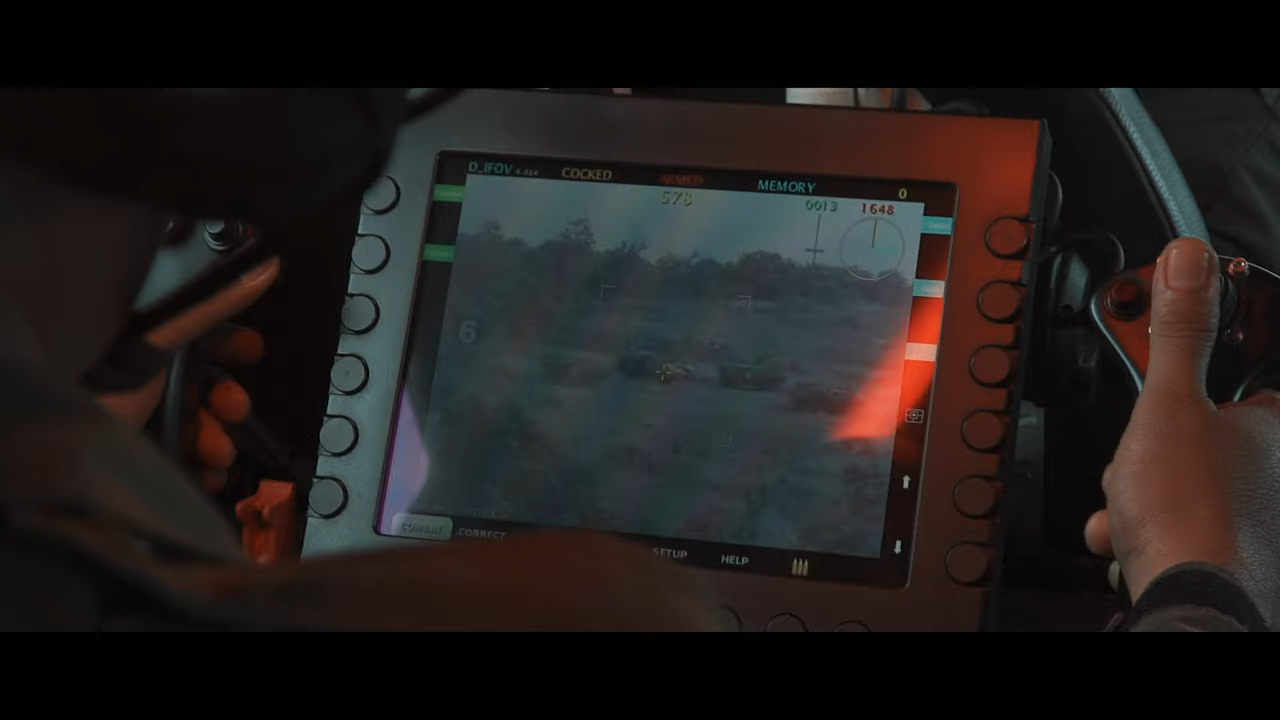 D_IFOV COCKED ARMED MEMORY 0
578 0013 1648
6
COMBAT CORRECT SETUP HELP